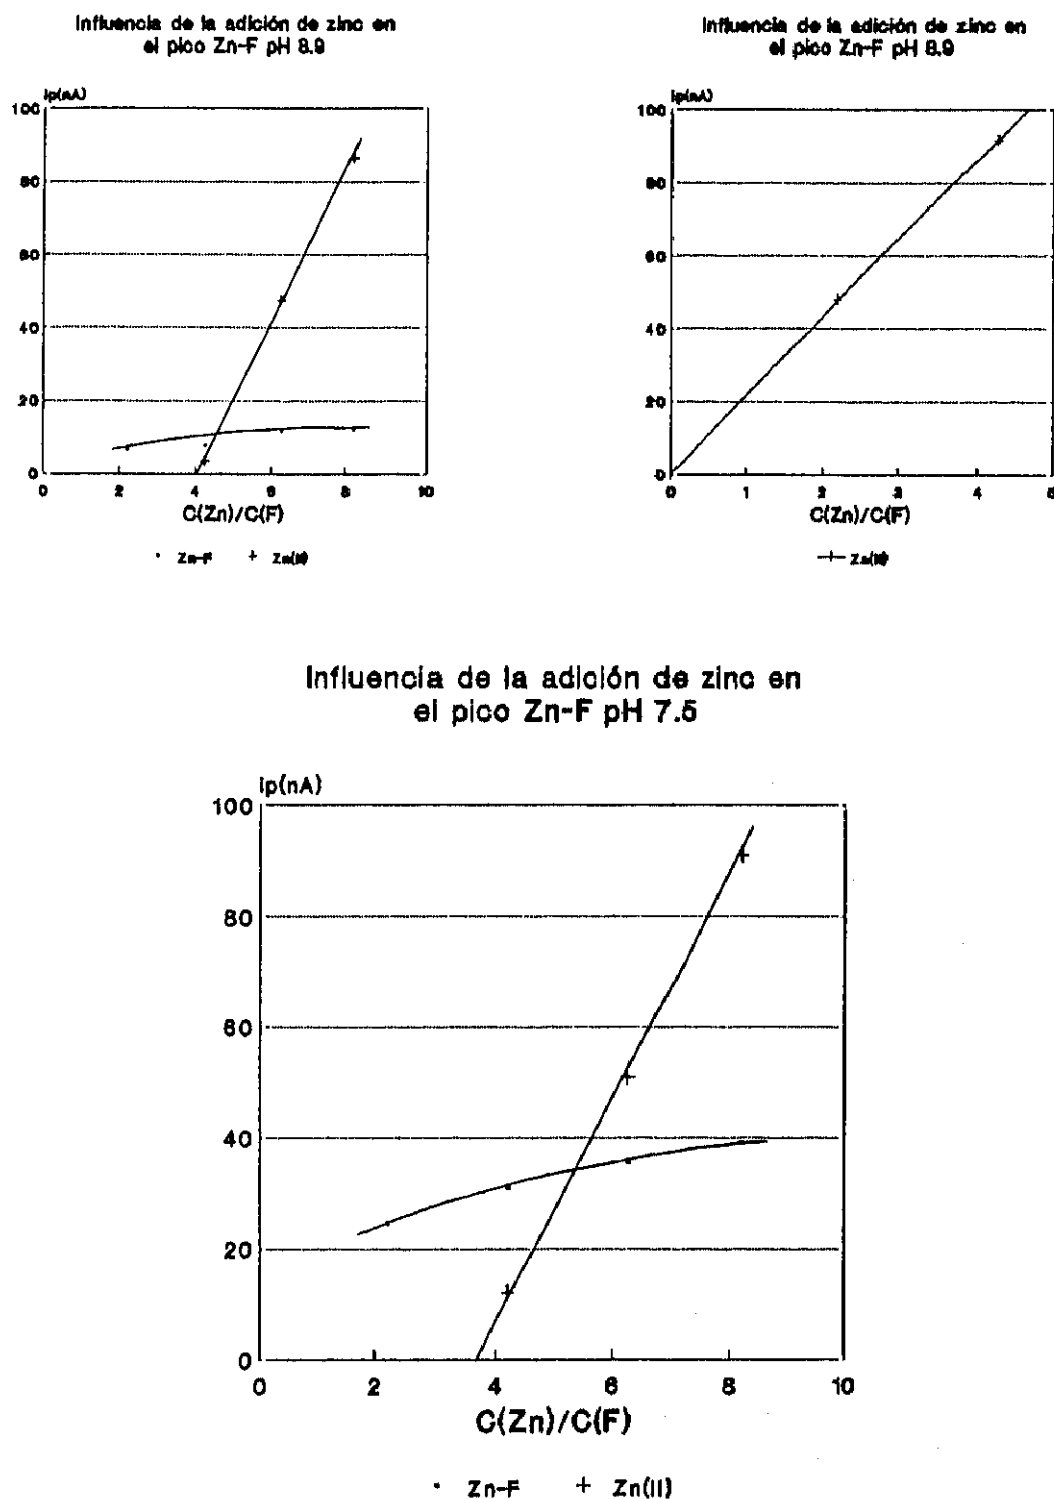 Influencia de la adición de zinc en
el pico Zn-F pH 8.9
Ip(nA)
100
80
60
40
20
0
0 2 4 6 8 10
C(Zn)/C(F)
Zn-F + Zn(II)
Influencia de la adición de zinc en
el pico Zn-F pH 8.9
Ip(nA)
100
80
60
40
20
0
0 1 2 3 4 5
C(Zn)/C(F)
Zn(II)
Influencia de la adición de zinc en
el pico Zn-F pH 7.5
Ip(nA)
100
80
60
40
20
0
0 2 4 6 8 10
C(Zn)/C(F)
· Zn-F + Zn(II)